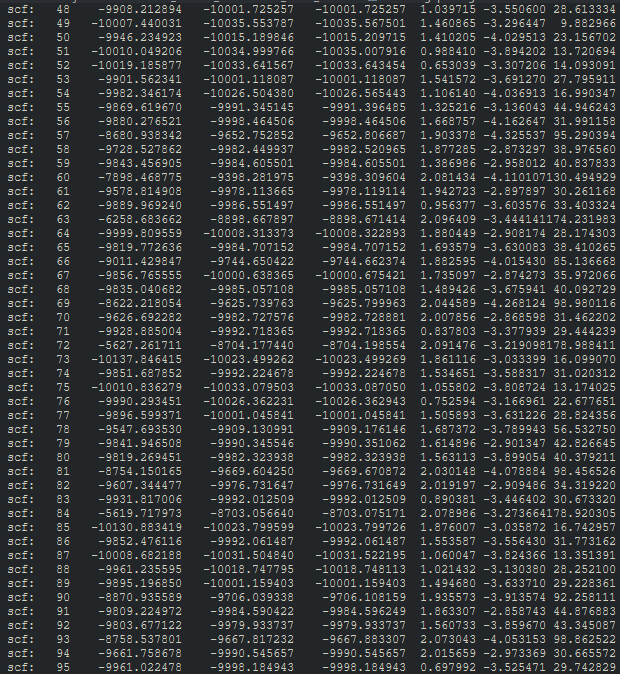 scf: 48 -9908.212894 -10001.725257 -10001.725257 1.039715 -3.550600 28.613334
scf: 49 -10007.440031 -10035.553787 -10035.567501 1.460865 -3.296447 9.882966
scf: 50 -9946.234923 -10015.189846 -10015.209715 1.410205 -4.029513 23.156702
scf: 51 -10010.049206 -10034.999766 -10035.007916 0.988410 -3.894202 13.720694
scf: 52 -10019.185877 -10033.641567 -10033.643454 0.653039 -3.307206 14.093091
scf: 53 -9901.562341 -10001.118087 -10001.118087 1.541572 -3.691270 27.795911
scf: 54 -9982.346174 -10026.504380 -10026.565443 1.106140 -4.036913 16.990347
scf: 55 -9869.619670 -9991.345145 -9991.396485 1.325216 -3.136043 44.946243
scf: 56 -9880.276521 -9998.464506 -9998.464506 1.668757 -4.162647 31.991158
scf: 57 -8680.938342 -9652.752852 -9652.806687 1.903378 -4.325537 95.290394
scf: 58 -9728.527862 -9982.449937 -9982.520965 1.877285 -2.873297 38.976560
scf: 59 -9843.456905 -9984.605501 -9984.605501 1.386986 -2.958012 40.837833
scf: 60 -7898.468775 -9398.281975 -9398.309604 2.081434 -4.110107130.494929
scf: 61 -9578.814908 -9978.113665 -9978.119114 1.942723 -2.897897 30.261168
scf: 62 -9889.969240 -9986.551497 -9986.551497 0.956377 -3.603576 33.403324
scf: 63 -6258.683662 -8898.667897 -8898.671414 2.096409 -3.444141174.231983
scf: 64 -9999.809559 -10008.313373 -10008.322893 1.880449 -2.908174 28.174303
scf: 65 -9819.772636 -9984.707152 -9984.707152 1.693579 -3.630083 38.410265
scf: 66 -9011.429847 -9744.650422 -9744.662374 1.882595 -4.015430 85.136668
scf: 67 -9856.765555 -10000.638365 -10000.675421 1.735097 -2.874273 35.972066
scf: 68 -9835.040682 -9985.057108 -9985.057108 1.489426 -3.675941 40.092729
scf: 69 -8622.218054 -9625.739763 -9625.799963 2.044589 -4.268124 98.980116
scf: 70 -9626.692282 -9982.727576 -9982.728881 2.007856 -2.868598 31.462202
scf: 71 -9928.885004 -9992.718365 -9992.718365 0.837803 -3.377939 29.444239
scf: 72 -5627.261711 -8704.177440 -8704.198554 2.091476 -3.219098178.988411
scf: 73 -10137.846415 -10023.499262 -10023.499269 1.861116 -3.033399 16.099070
scf: 74 -9851.687852 -9992.224678 -9992.224678 1.534651 -3.588317 31.020312
scf: 75 -10010.836279 -10033.079503 -10033.087050 1.055802 -3.808724 13.174025
scf: 76 -9990.293451 -10026.362231 -10026.362943 0.752594 -3.166961 22.677651
scf: 77 -9896.599371 -10001.045841 -10001.045841 1.505893 -3.631226 28.824356
scf: 78 -9547.693530 -9909.130991 -9909.176146 1.687372 -3.789943 56.532750
scf: 79 -9841.946508 -9990.345546 -9990.351062 1.614896 -2.901347 42.826645
scf: 80 -9819.269451 -9982.323938 -9982.323938 1.563113 -3.899054 40.379211
scf: 81 -8754.150165 -9669.604250 -9669.670872 2.030148 -4.078884 98.456526
scf: 82 -9607.344477 -9976.731647 -9976.731649 2.019197 -2.909486 34.319220
scf: 83 -9931.817006 -9992.012509 -9992.012509 0.890381 -3.446402 30.673320
scf: 84 -5619.717973 -8703.056640 -8703.075171 2.078986 -3.273664178.920305
scf: 85 -10130.883419 -10023.799599 -10023.799726 1.876007 -3.035872 16.742957
scf: 86 -9852.476116 -9992.061487 -9992.061487 1.553587 -3.556430 31.773162
scf: 87 -10008.682188 -10031.504840 -10031.522195 1.060047 -3.824366 13.351391
scf: 88 -9961.235595 -10018.747795 -10018.748113 1.021432 -3.130380 28.252100
scf: 89 -9895.196850 -10001.159403 -10001.159403 1.494680 -3.633710 29.228361
scf: 90 -8870.935589 -9706.039338 -9706.108159 1.935573 -3.913574 92.258111
scf: 91 -9809.224972 -9984.590422 -9984.596249 1.863307 -2.858743 44.876883
scf: 92 -9803.677122 -9979.933737 -9979.933737 1.560733 -3.859760 43.345087
scf: 93 -8758.537801 -9667.817232 -9667.883307 2.073043 -4.053153 98.862522
scf: 94 -9661.758678 -9990.545657 -9990.545657 2.015659 -2.973369 30.665572
scf: 95 -9961.022478 -9998.184943 -9998.184943 0.697992 -3.525471 29.742829